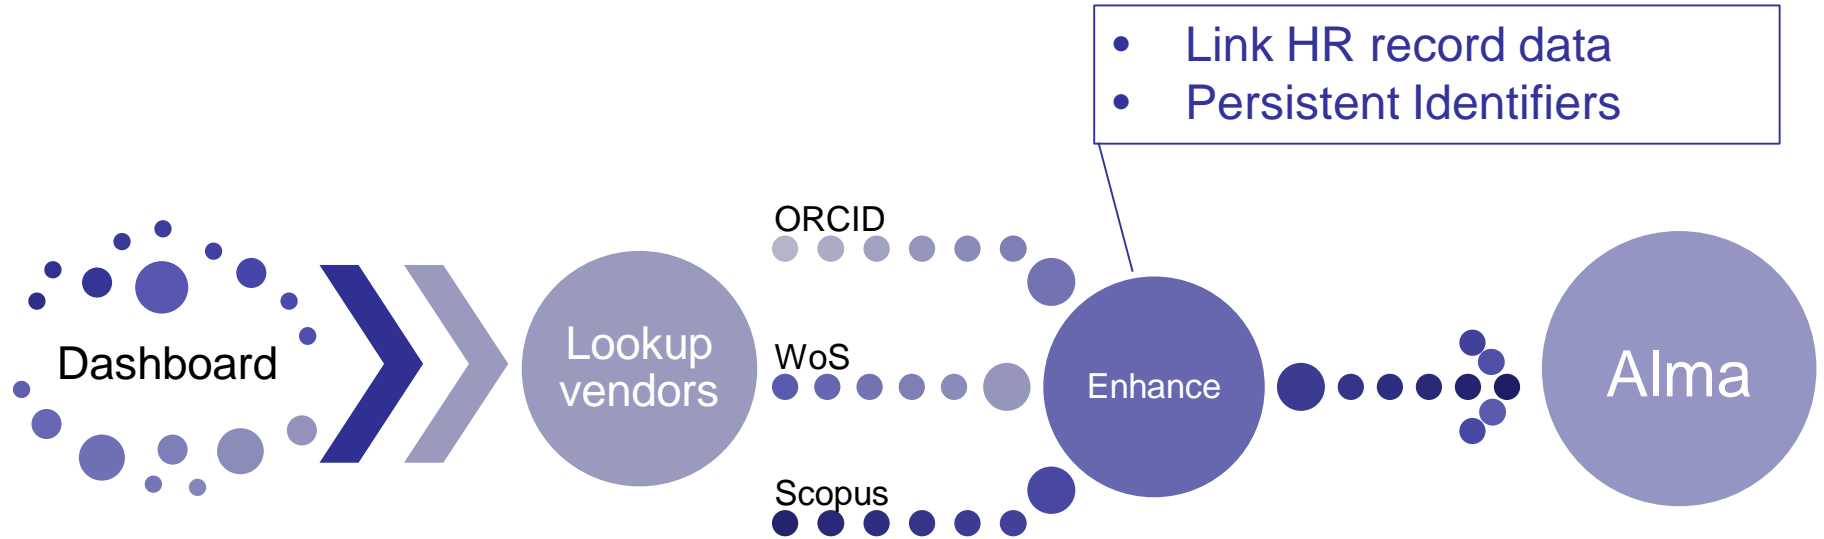 • Link HR record data
• Persistent Identifiers
Dashboard
Lookup
vendors
ORCID
WoS
Scopus
Enhance
Alma